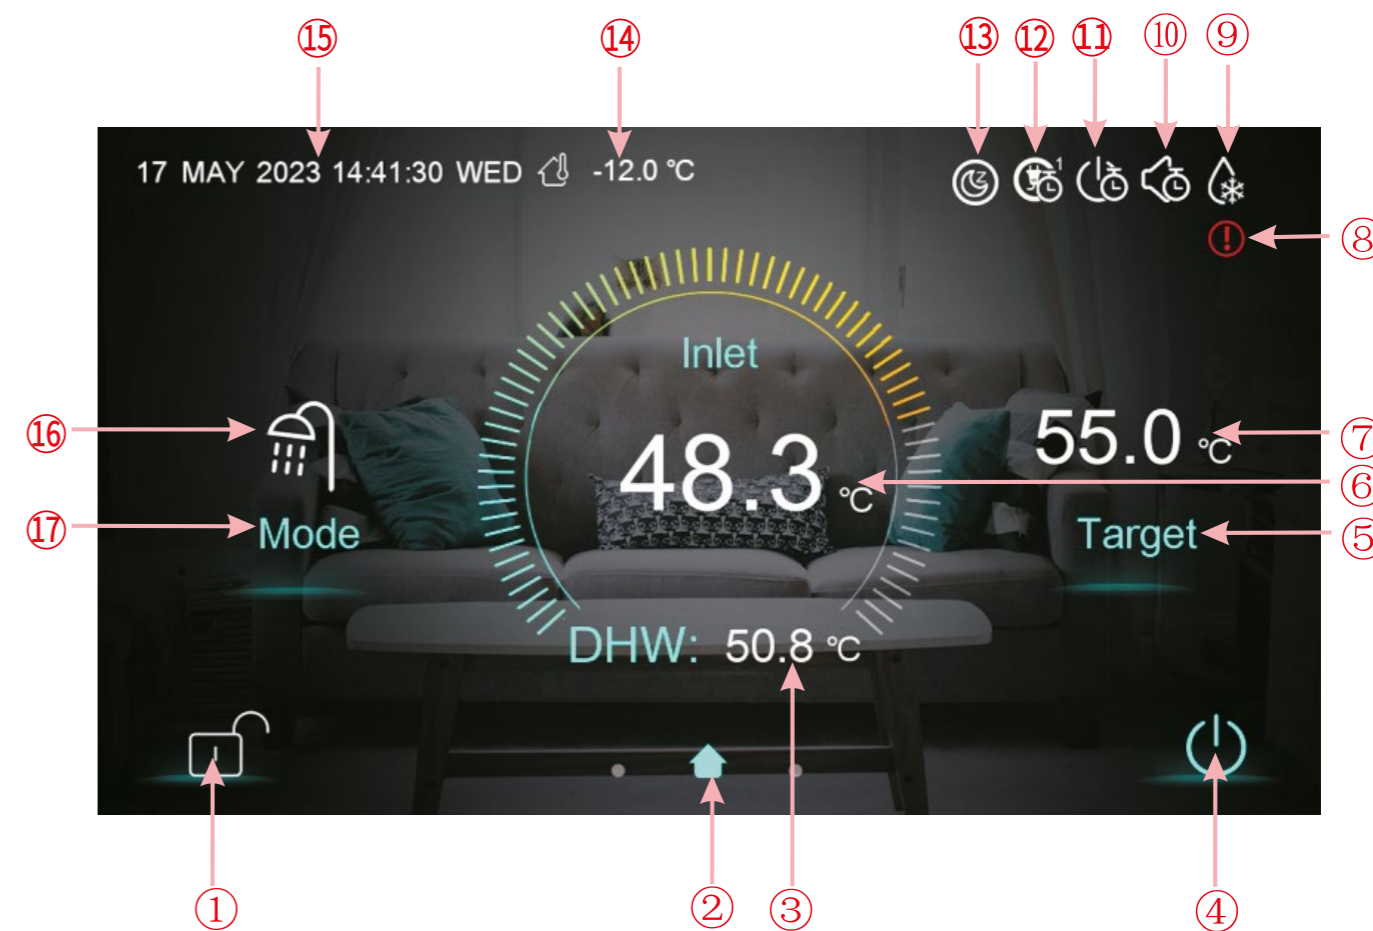 ⑮ ⑭ ⑬ ⑫ ⑪ ⑩ ⑨
17 MAY 2023 14:41:30 WED -12.0 ℃
z 1
! ⑧
Inlet
⑯ 48.3 ℃ 55.0 ℃ ⑦
⑥
⑰ Mode Target ⑤
DHW: 50.8 ℃
① ② ③ ④